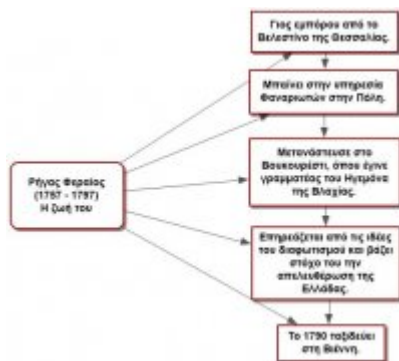 Γιος εμπόρου από το
Βελεστίνο της Θεσσαλίας.
Μπαίνει στην υπηρεσία
Φαναριωτών στην Πόλη.
Μετανάστευσε στο
Βουκουρέστι, όπου έγινε
γραμματέας του Ηγεμόνα
της Βλαχίας.
Ρήγας Φεραίος
(1757 - 1797)
Η ζωή του
Επηρεάζεται από τις ιδέες
του διαφωτισμού και βάζει
στόχο του την
απελευθέρωση της
Ελλάδας.
Το 1790 ταξιδεύει
στη Βιέννη.